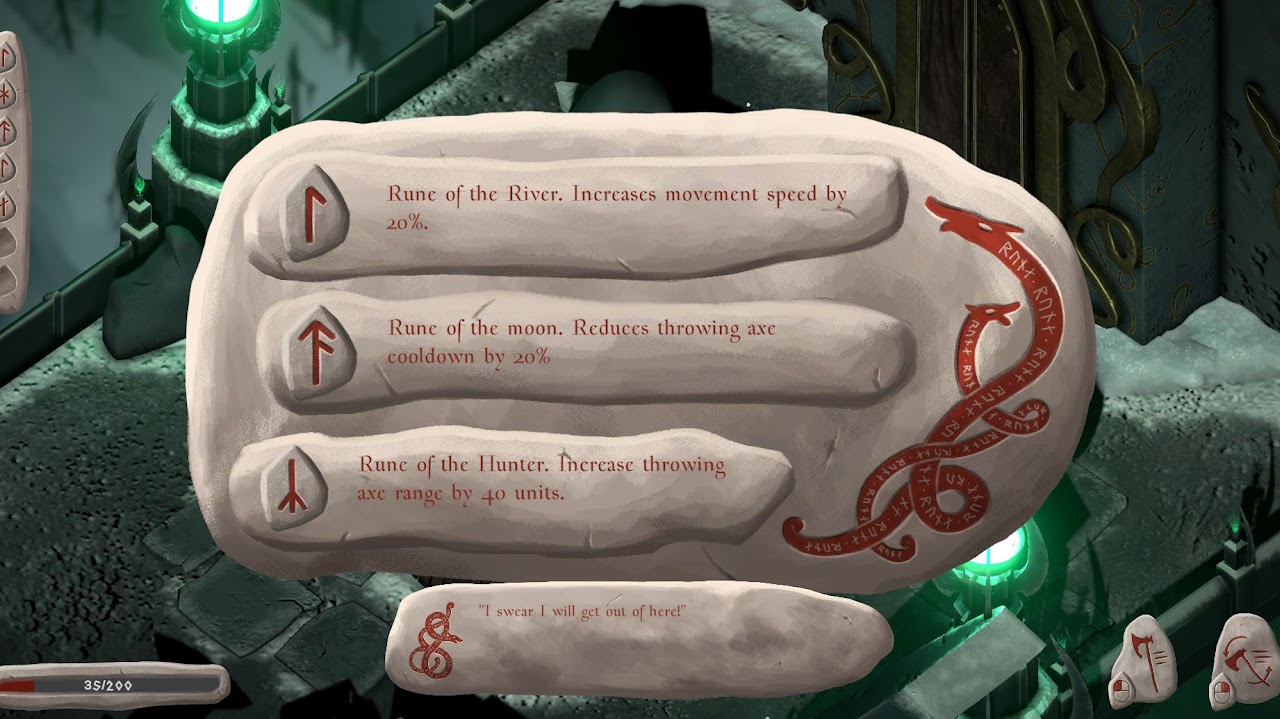 Rune of the River. Increases movement speed by
20%.
Rune of the moon. Reduces throwing axe
cooldown by 20%
Rune of the Hunter. Increase throwing
axe range by 40 units.
"I swear I will get out of here!"
35/200